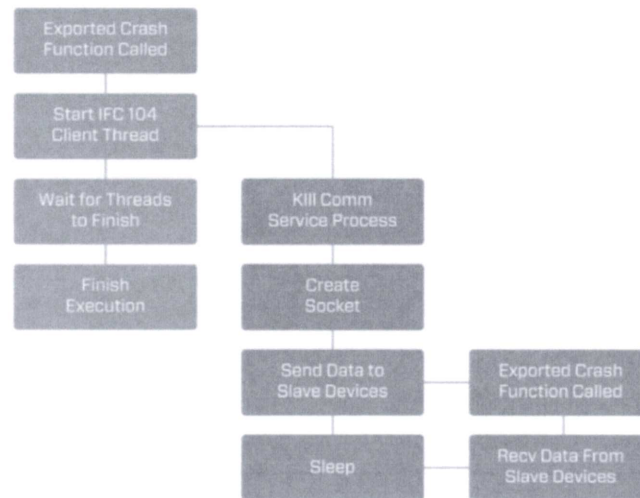 Exported Crash
Function Called
Start IFC 104
Client Thread
Wait for Threads
to Finish
Finish
Execution
Kill Comm
Service Process
Create
Socket
Send Data to
Slave Devices
Sleep
Exported Crash
Function Called
Recv Data From
Slave Devices